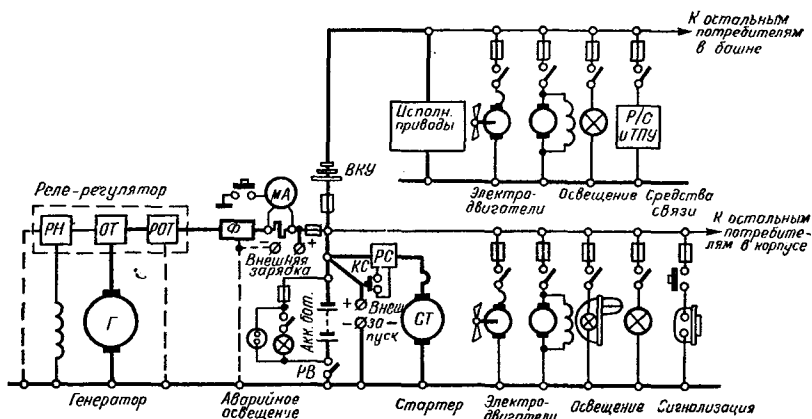 К остальным
потребителям
в башне
Исполн.
приводы
Р/С
и ТПУ
ВКУ
Электро-
двигатели
Освещение
Средства
связи
Реле-регулятор
мА
РН
ОТ
РОТ
Ф
- +
Внешняя
зарядка
К остальным
потребите-
лям в корпусе
КС
РС
Г
Акк. бат.
+
-
Внеш.
за-
пуск
СТ
РВ
Генератор
Аварийное
освещение
Стартер
Электро-
двигатели
Освещение
Сигнализация